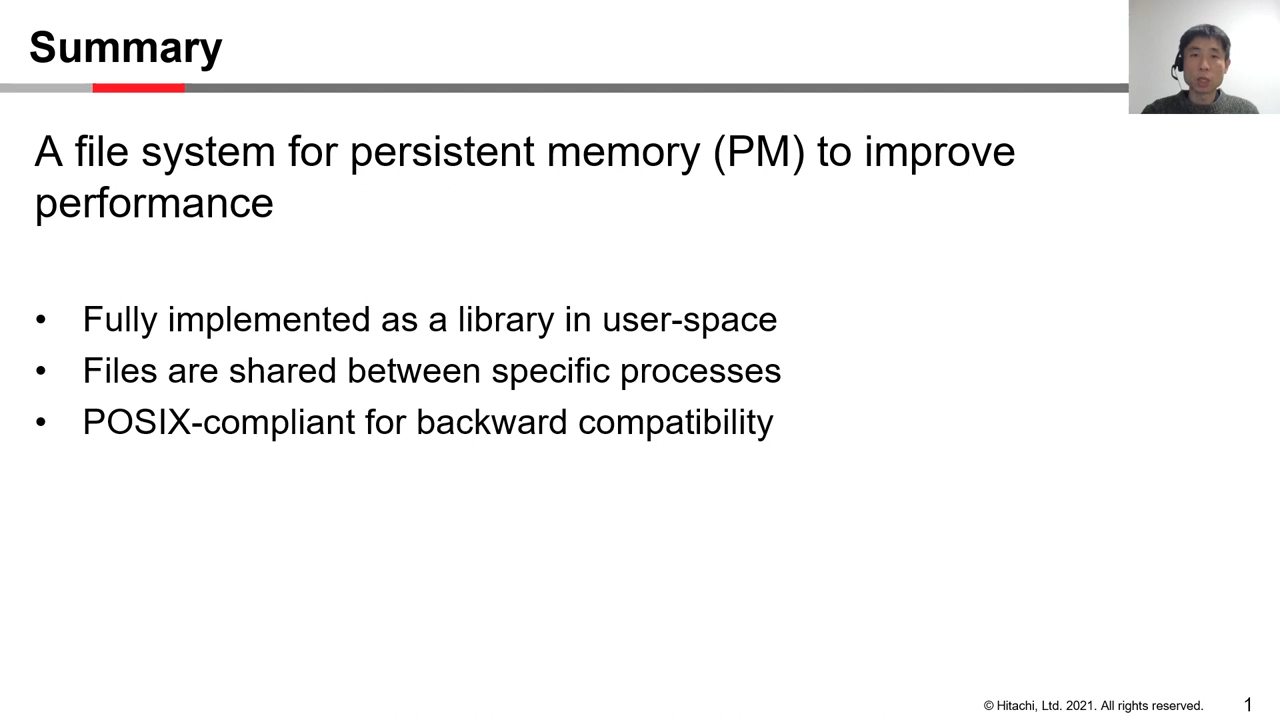 Summary
A file system for persistent memory (PM) to improve
performance
• Fully implemented as a library in user-space
• Files are shared between specific processes
• POSIX-compliant for backward compatibility
© Hitachi, Ltd. 2021. All rights reserved. 1